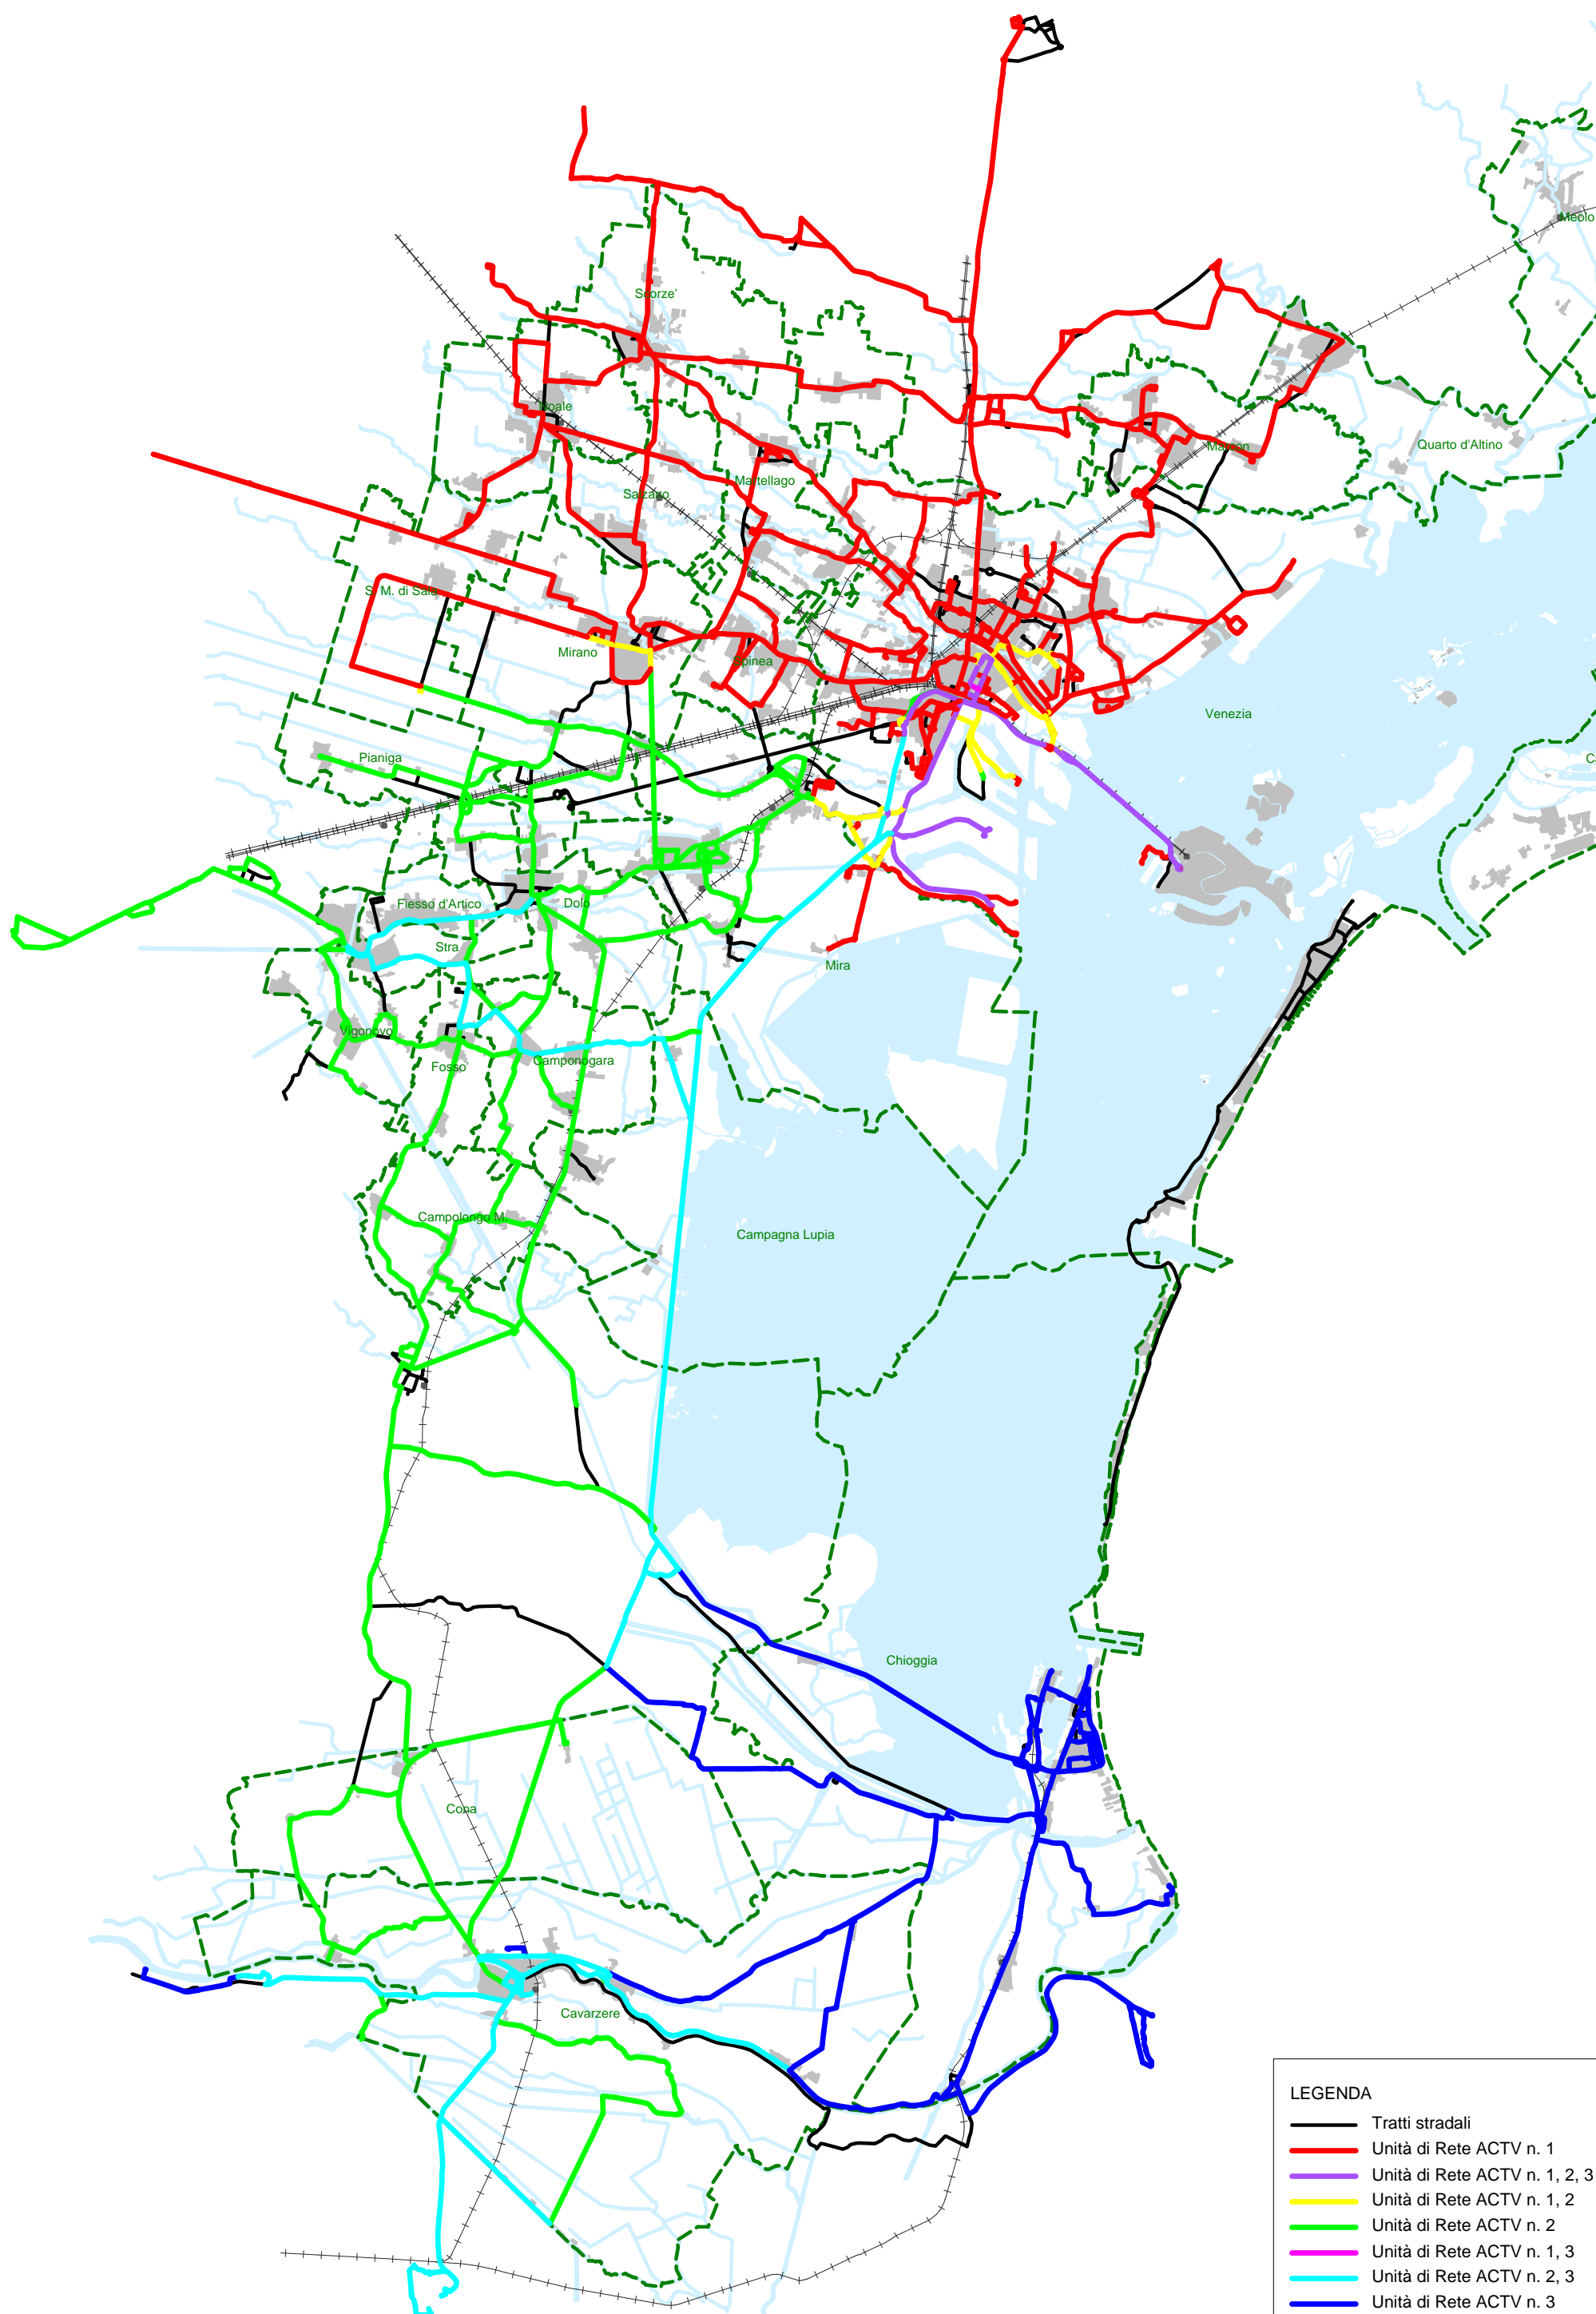 Meolo
Scorze'
Noale
Quarto d'Altino
Marcon
Martellago
Salzano
S. M. di Sala
Mirano
Spinea
Venezia
Pianiga
Ca
Flesso d'Artico
Dolo
Stra
Mira
Vigonovo
Fosso'
Camponogara
Campolongo M.
Campagna Lupia
Chioggia
Cona
Cavarzere
LEGENDA
Tratti stradali
Unità di Rete ACTV n. 1
Unità di Rete ACTV n. 1, 2, 3
Unità di Rete ACTV n. 1, 2
Unità di Rete ACTV n. 2
Unità di Rete ACTV n. 1, 3
Unità di Rete ACTV n. 2, 3
Unità di Rete ACTV n. 3